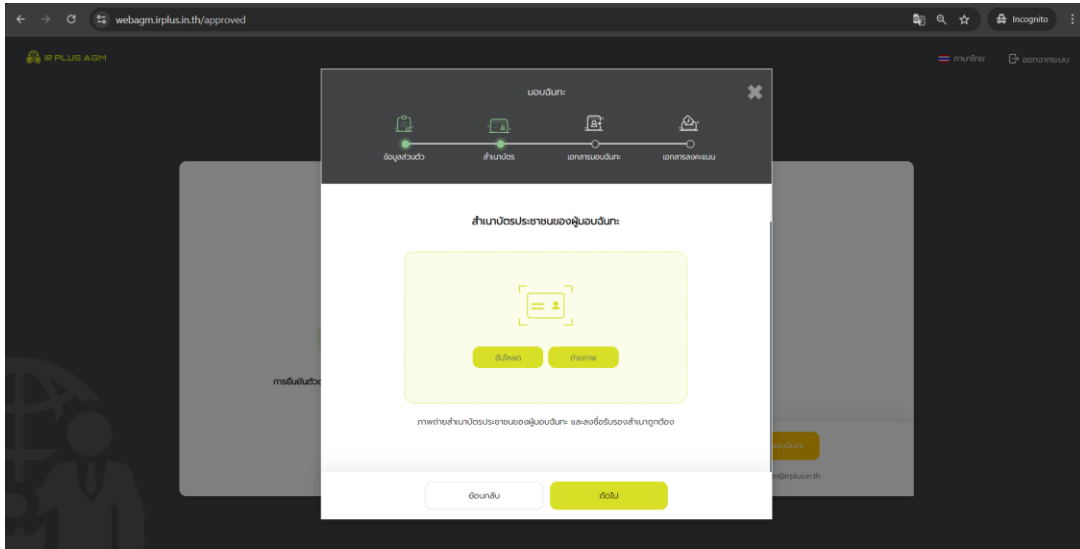 webagm.irplus.in.th/approved
Incognito
IR PLUS AGM
ภาษาไทย
ออกจากระบบ
มอบฉันทะ
ข้อมูลส่วนตัว
สำเนาบัตร
เอกสารมอบฉันทะ
เอกสารลงคะแนน
สำเนาบัตรประชาชนของผู้มอบฉันทะ
อัปโหลด
ถ่ายภาพ
การยืนยันตัว
ภาพถ่ายสำเนาบัตรประชาชนของผู้มอบฉันทะ และลงชื่อรับรองสำเนาถูกต้อง
อบฉันทะ
m@irplus.in.th
ย้อนกลับ
ถัดไป